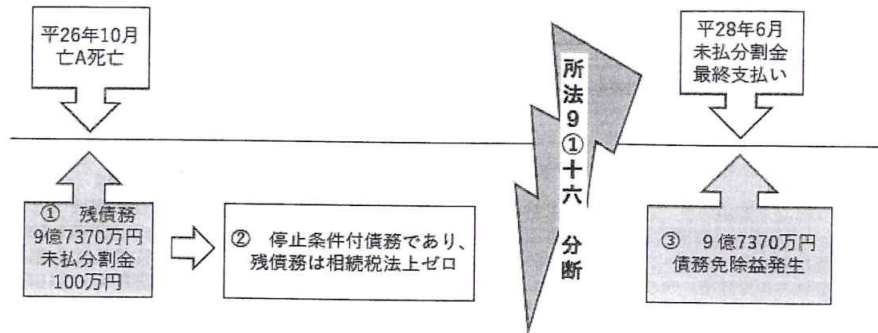 平26年10月
亡A死亡
平28年6月
未払分割金
最終支払い
所法9①十六 分断
① 残債務
9億7370万円
未払分割金
100万円
② 停止条件付債務であり、
残債務は相続税法上ゼロ
③ 9億7370万円
債務免除益発生